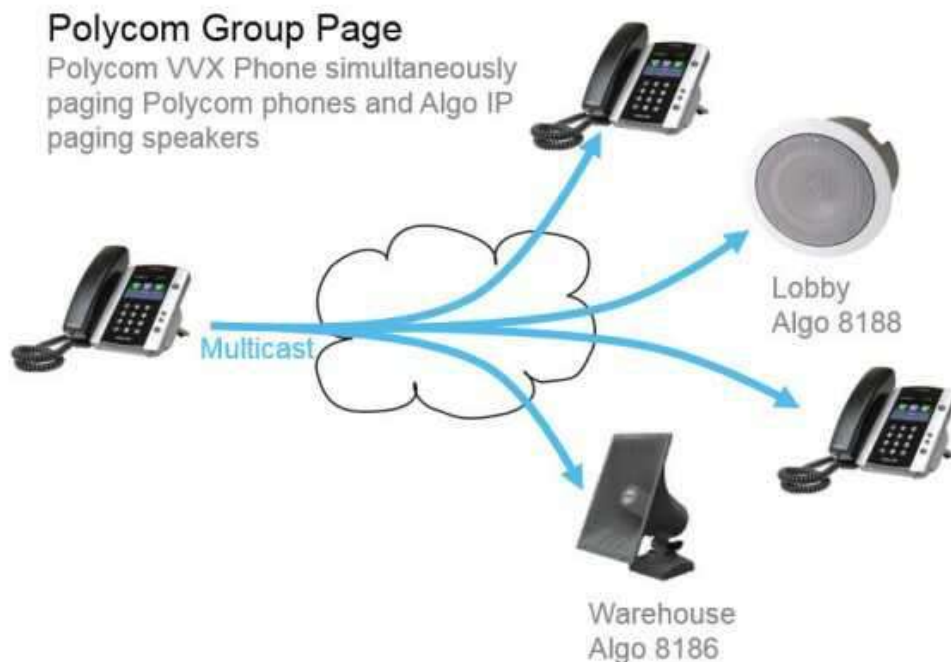 Polycom Group Page
Polycom VVX Phone simultaneously
paging Polycom phones and Algo IP
paging speakers
Multicast
Lobby
Algo 8188
Warehouse
Algo 8186